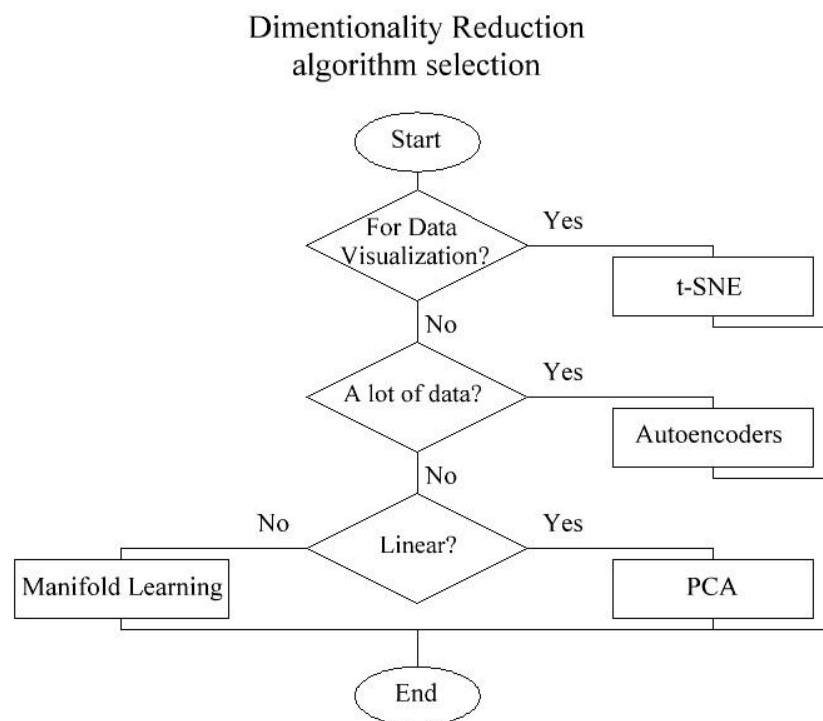 Dimentionality Reduction
algorithm selection
Start
For Data
Visualization?
Yes
t-SNE
No
A lot of data?
Yes
Autoencoders
No
No
Linear?
Yes
Manifold Learning
PCA
End